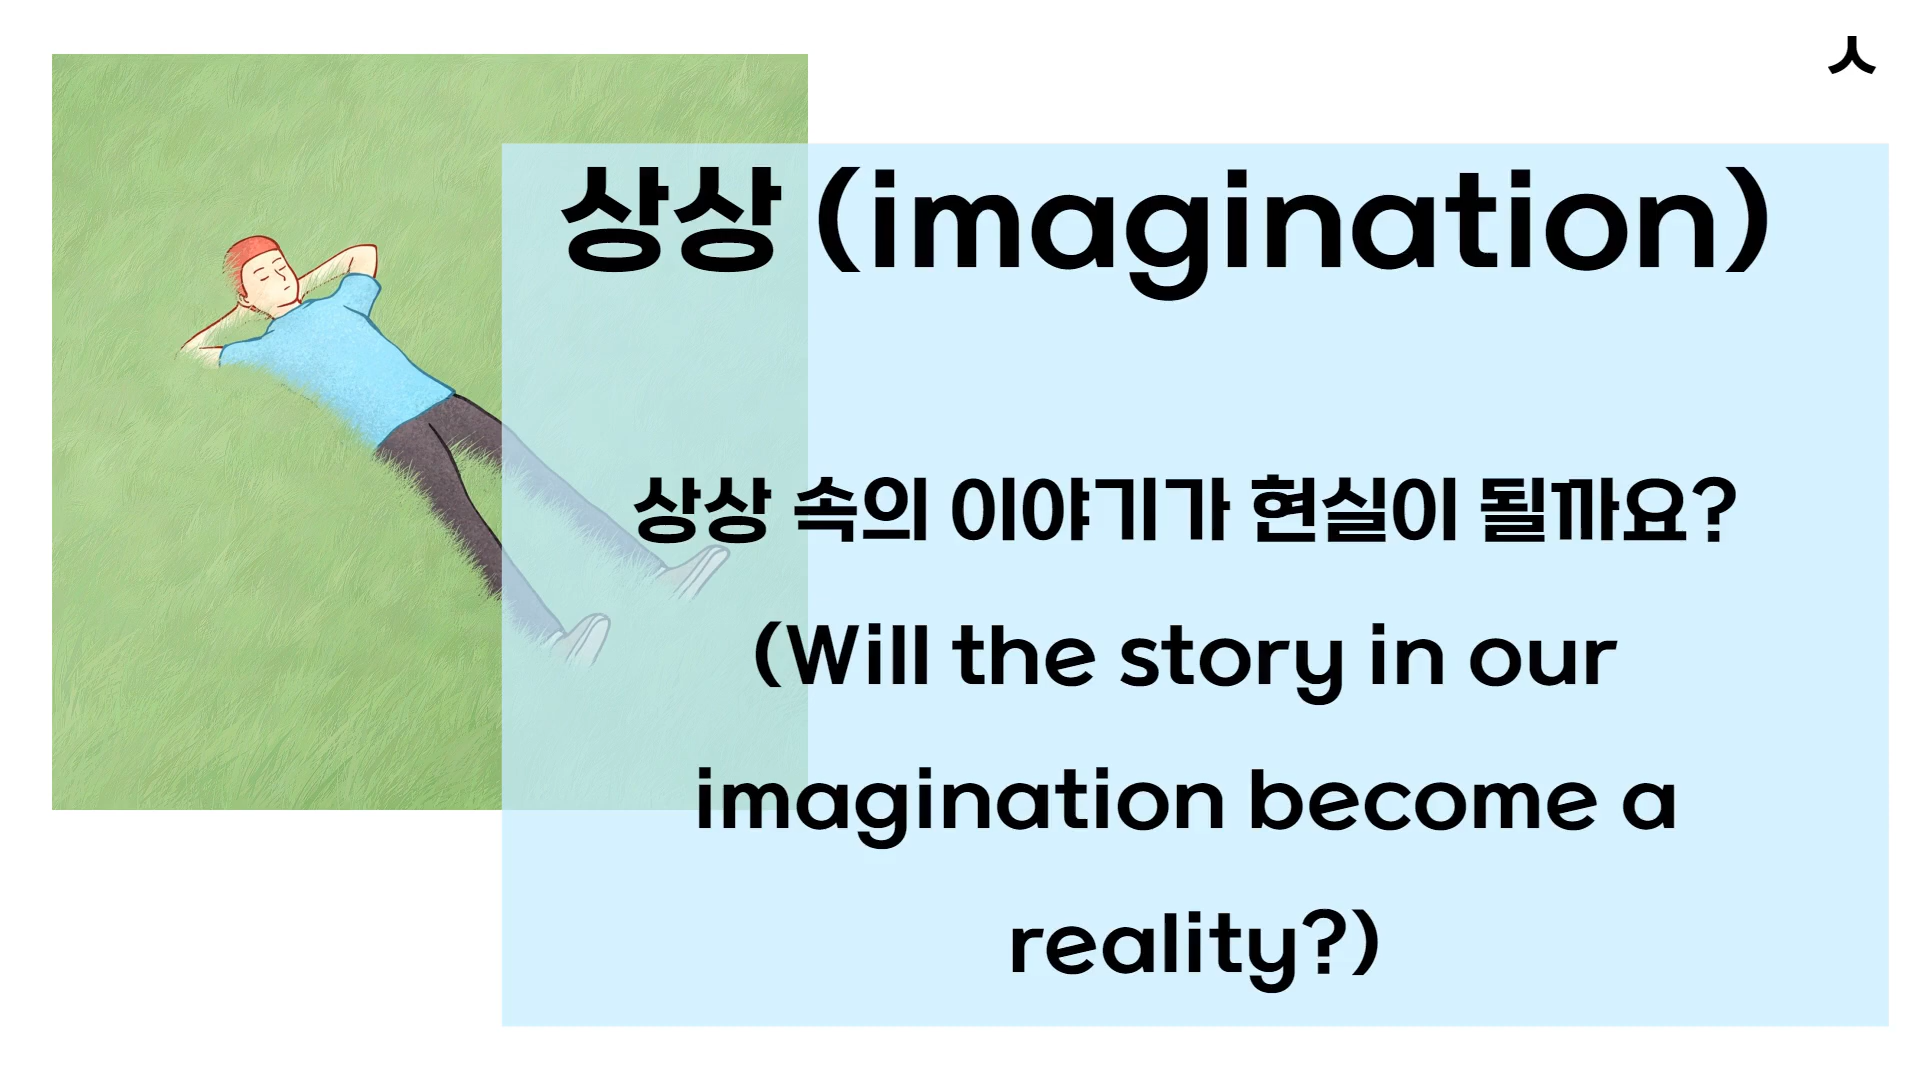 ㅅ
상상 (imagination)
상상 속의 이야기가 현실이 될까요?
(Will the story in our
imagination become a
reality?)